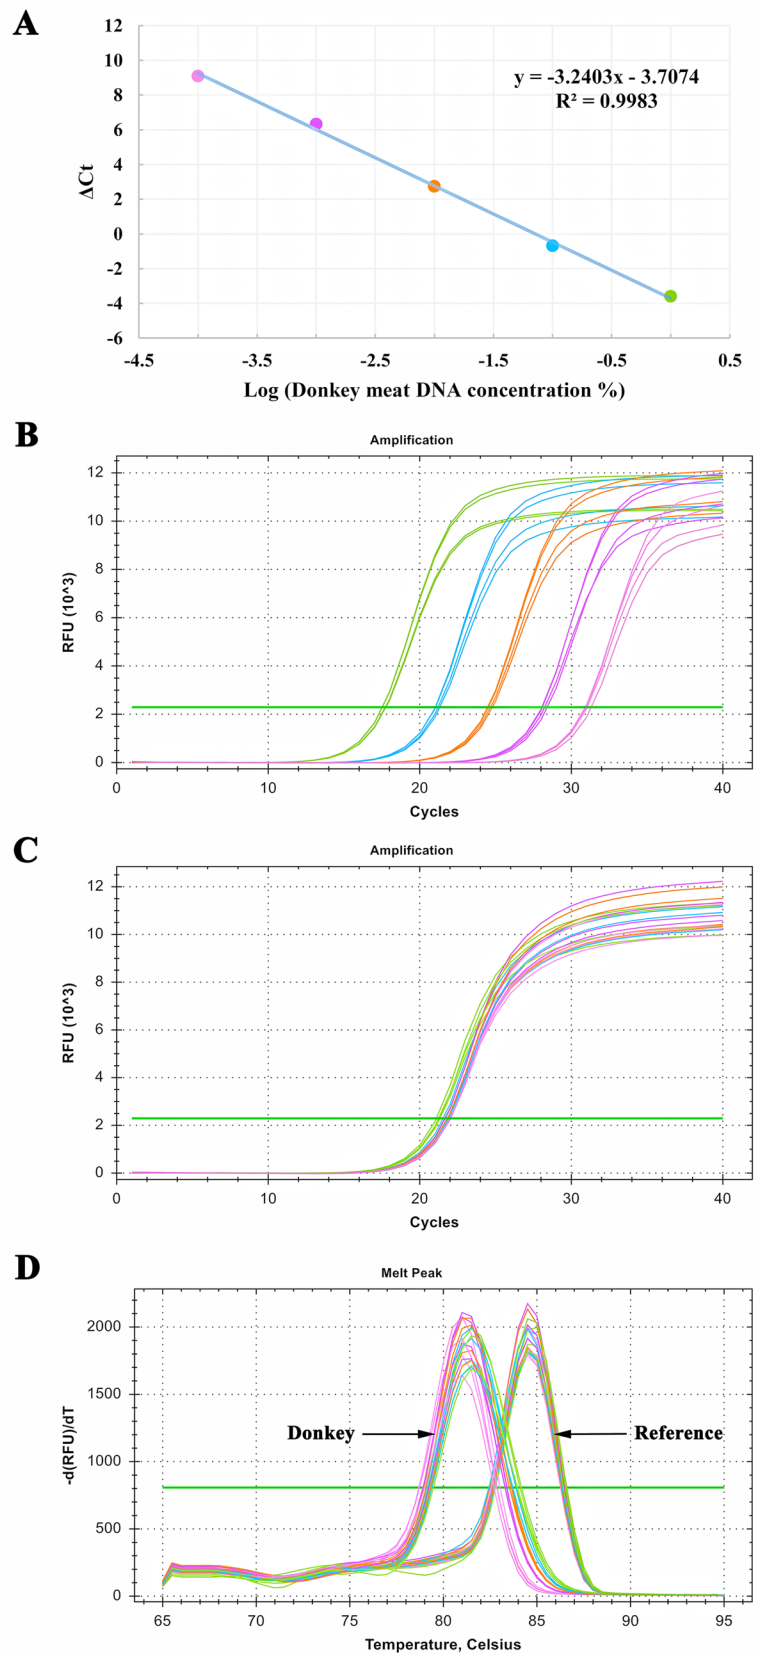 A
12
10
8
6
4
2
0
-2
-4
-6
ΔCt
y = -3.2403x - 3.7074
R² = 0.9983
-4.5 -3.5 -2.5 -1.5 -0.5 0.5
Log (Donkey meat DNA concentration %)
B
Amplification
12
10
8
6
4
2
0
RFU (10^3)
0 10 20 30 40
Cycles
C
Amplification
12
10
8
6
4
2
0
RFU (10^3)
0 10 20 30 40
Cycles
D
Melt Peak
2000
1500
1000
500
0
-d(RFU)/dT
Donkey
Reference
65 70 75 80 85 90 95
Temperature, Celsius